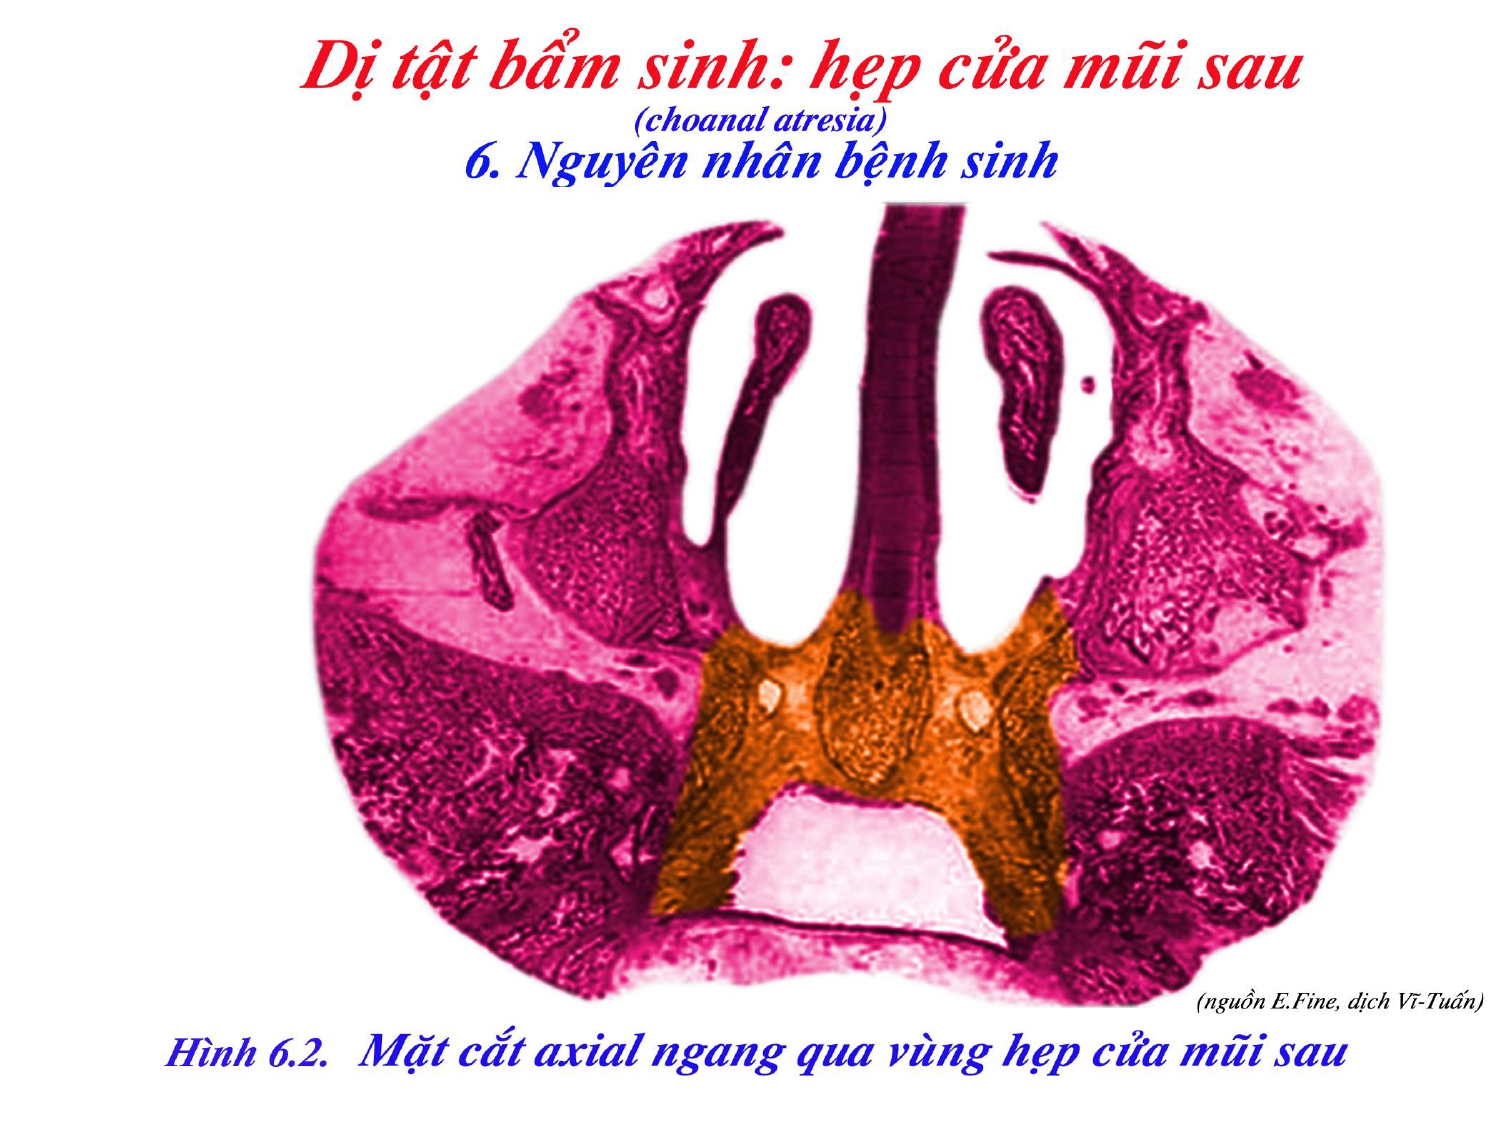 Dị tật bẩm sinh: hẹp cửa mũi sau
(choanal atresia)
6. Nguyên nhân bệnh sinh
(nguồn E.Fine, dịch Vĩ-Tuấn)
Hình 6.2. Mặt cắt axial ngang qua vùng hẹp cửa mũi sau